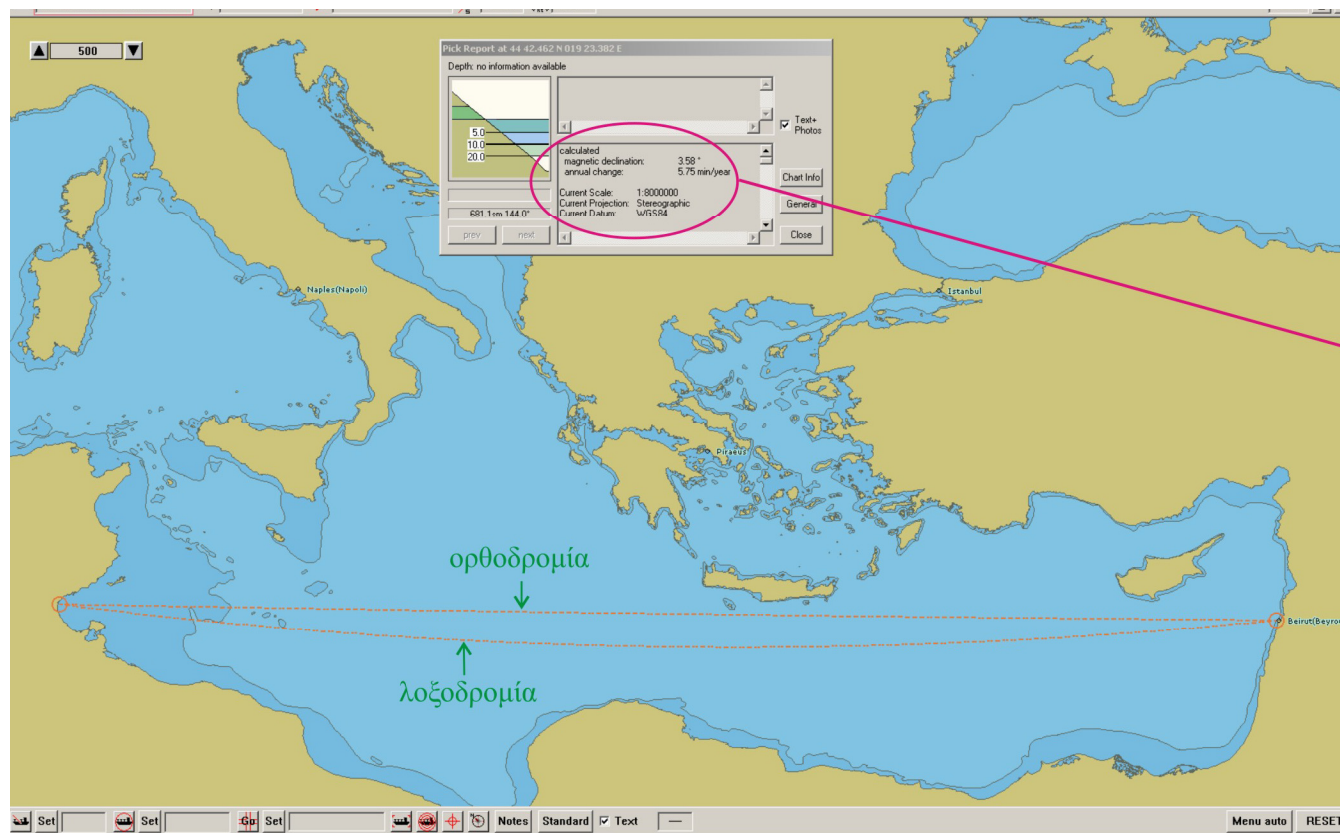 500
Pick Report at 44 42.462 N 019 23.382 E
Depth: no information available
5.0
10.0
20.0
Text+
Photos
calculated
magnetic declination: 3.58 °
annual change: 5.75 min/year
Chart Info
Current Scale: 1:8000000
Current Projection: Stereographic
General
681.1sm 144.0°
Current Datum: WGS84
prev
next
Close
Naples(Napoli)
Istanbul
Piraeus
ορθοδρομία
Beirut(Beyrou
λοξοδρομία
Set
Set
Go
Set
Notes
Standard
Text
Menu auto
RESET